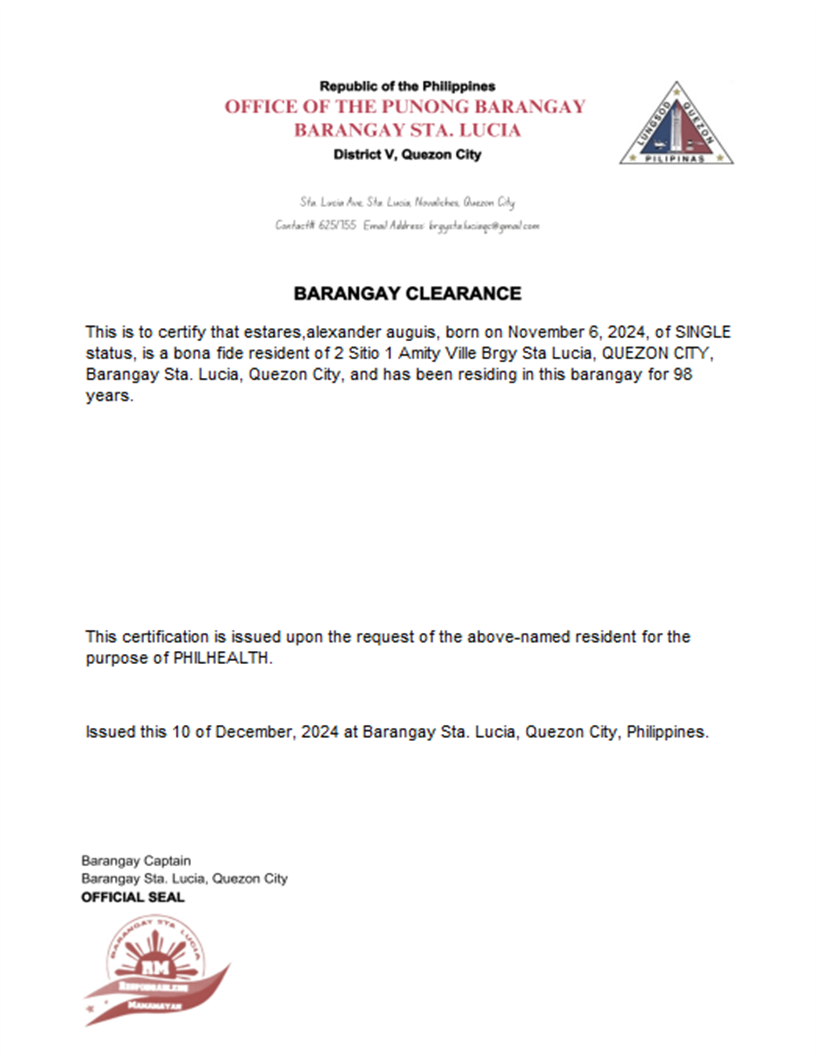 Republic of the Philippines
OFFICE OF THE PUNONG BARANGAY
BARANGAY STA. LUCIA
District V, Quezon City
LUNGSOD QUEZON
PILIPINAS
Sta. Lucia Ave, Sta. Lucia, Novaliches, Quezon City
Contact# 625/755 Email Address: brgysta.luciaqc@gmail.com
BARANGAY CLEARANCE
This is to certify that estares,alexander auguis, born on November 6, 2024, of SINGLE
status, is a bona fide resident of 2 Sitio 1 Amity Ville Brgy Sta Lucia, QUEZON CITY,
Barangay Sta. Lucia, Quezon City, and has been residing in this barangay for 98
years.
This certification is issued upon the request of the above-named resident for the
purpose of PHILHEALTH.
Issued this 10 of December, 2024 at Barangay Sta. Lucia, Quezon City, Philippines.
Barangay Captain
Barangay Sta. Lucia, Quezon City
OFFICIAL SEAL
BARANGAY STA LUCIA
RM
MAMAMAYAN